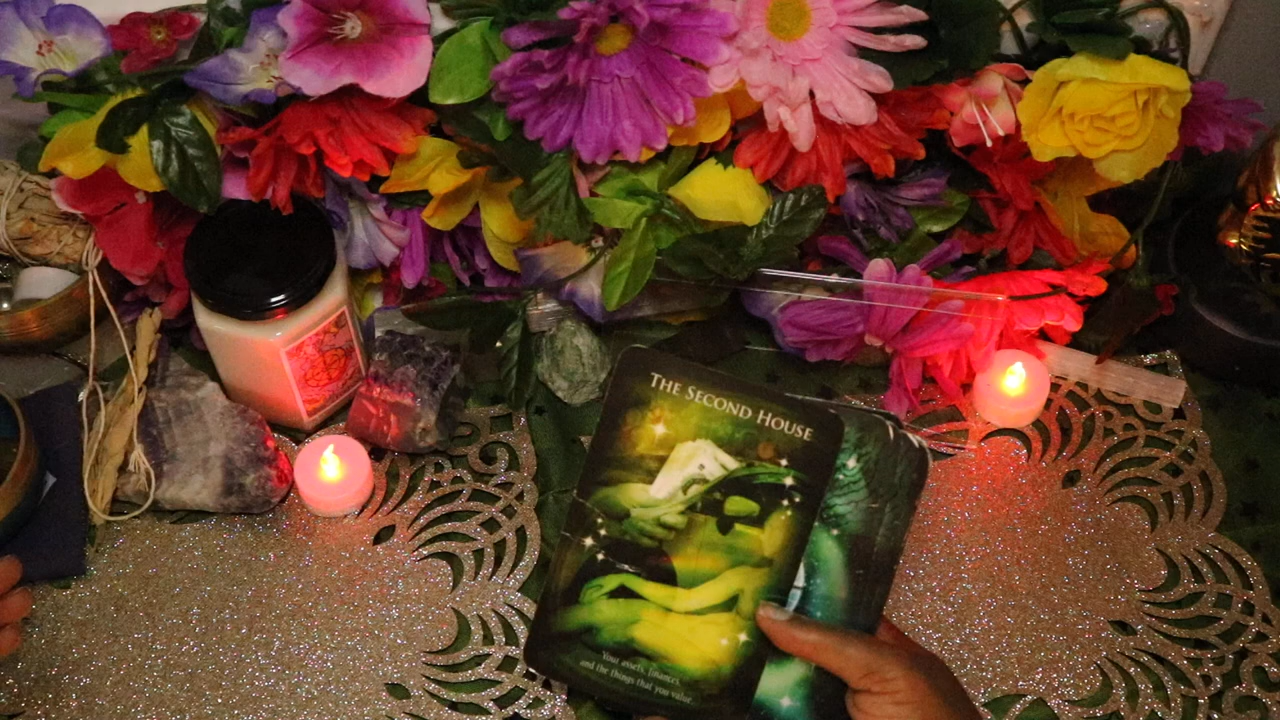 THE SECOND HOUSE
Your assets, finances,
and the things that you value.